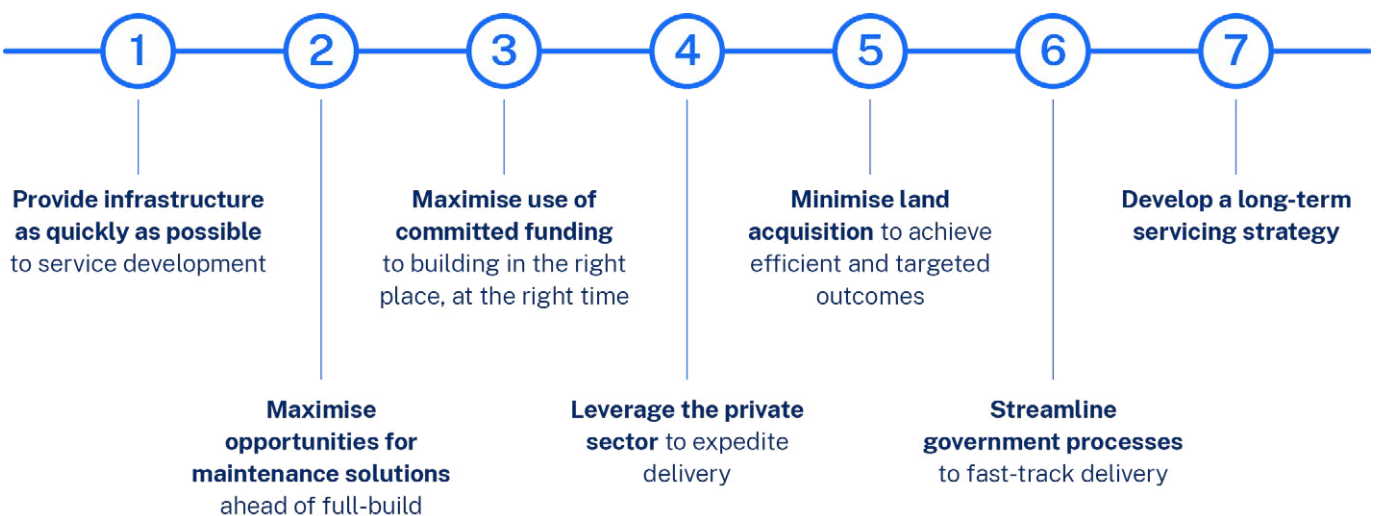 1
2
3
4
5
6
7
Provide infrastructure
as quickly as possible
to service development
Maximise
opportunities for
maintenance solutions
ahead of full-build
Maximise use of
committed funding
to building in the right
place, at the right time
Leverage the private
sector to expedite
delivery
Minimise land
acquisition to achieve
efficient and targeted
outcomes
Streamline
government processes
to fast-track delivery
Develop a long-term
servicing strategy